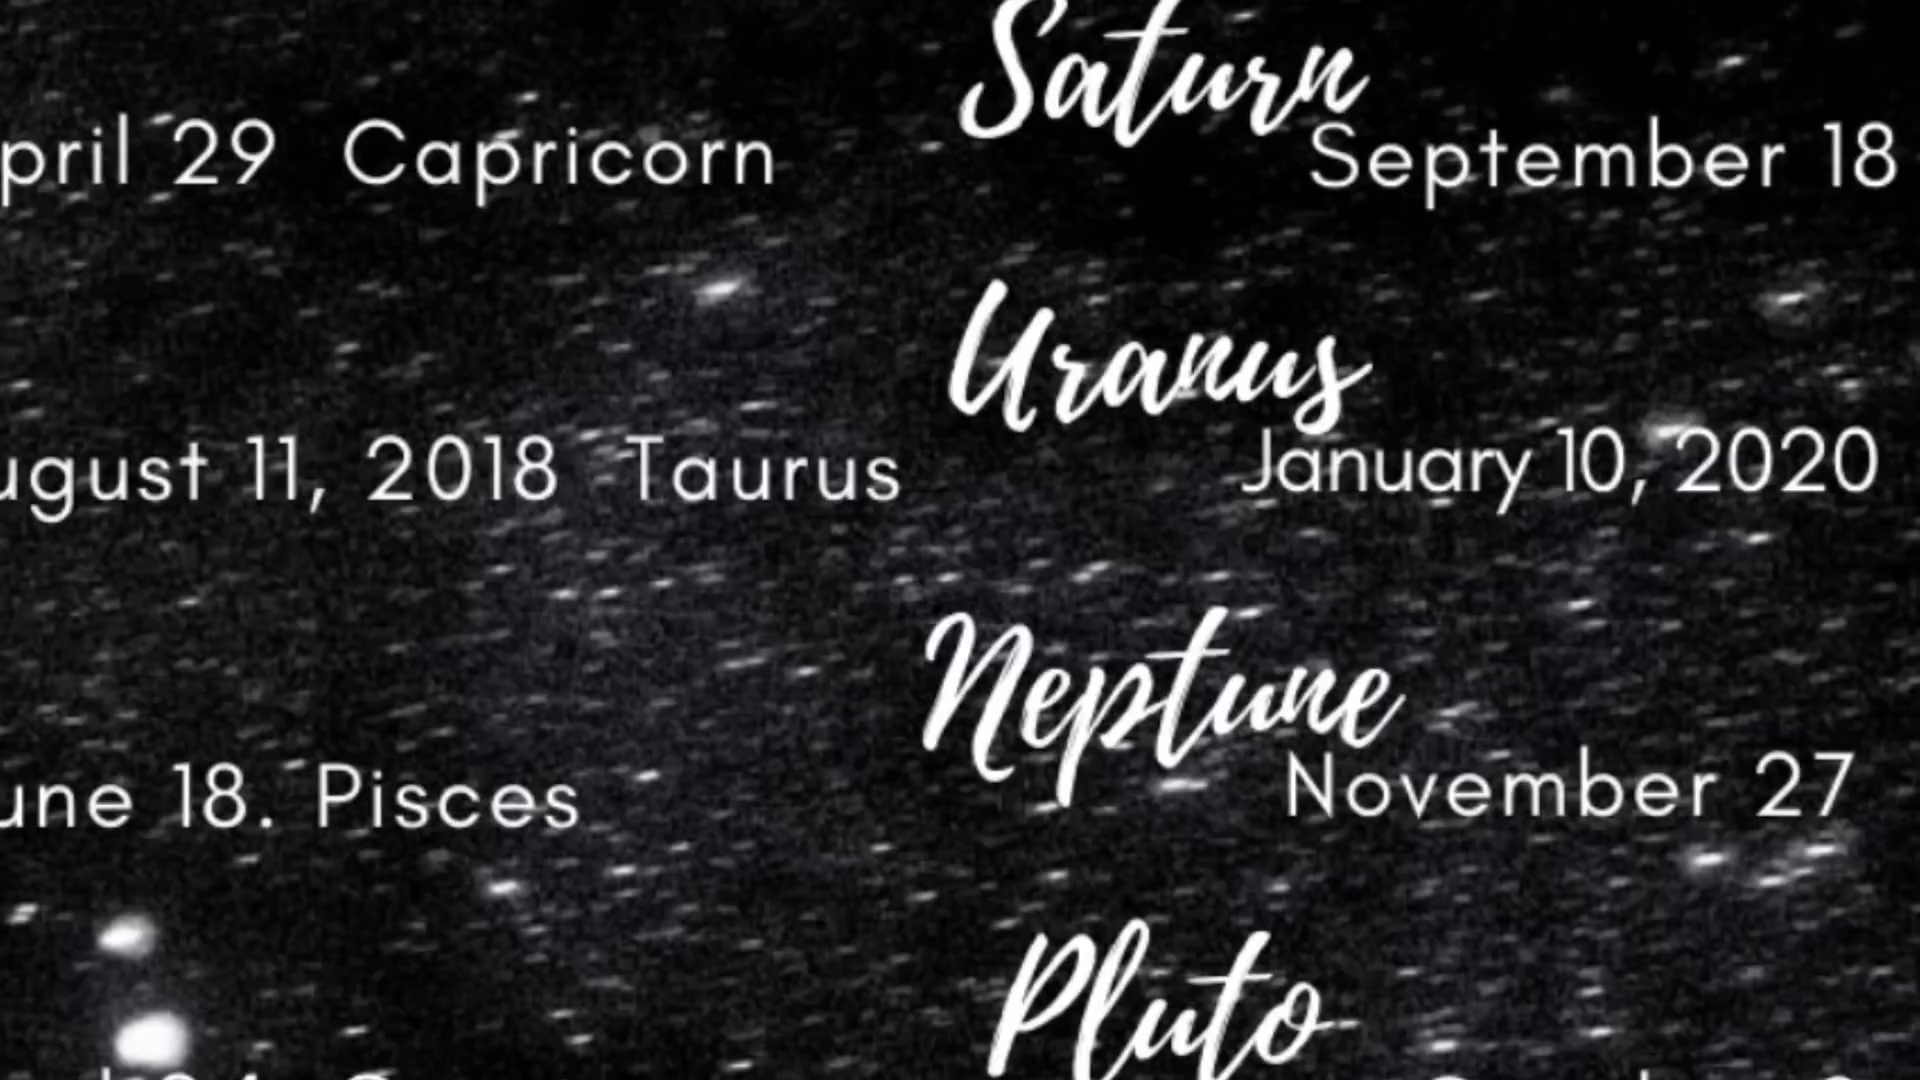 Saturn
pril 29 Capricorn
September 18
Uranus
ugust 11, 2018 Taurus
January 10, 2020
Neptune
une 18. Pisces
November 27
Pluto